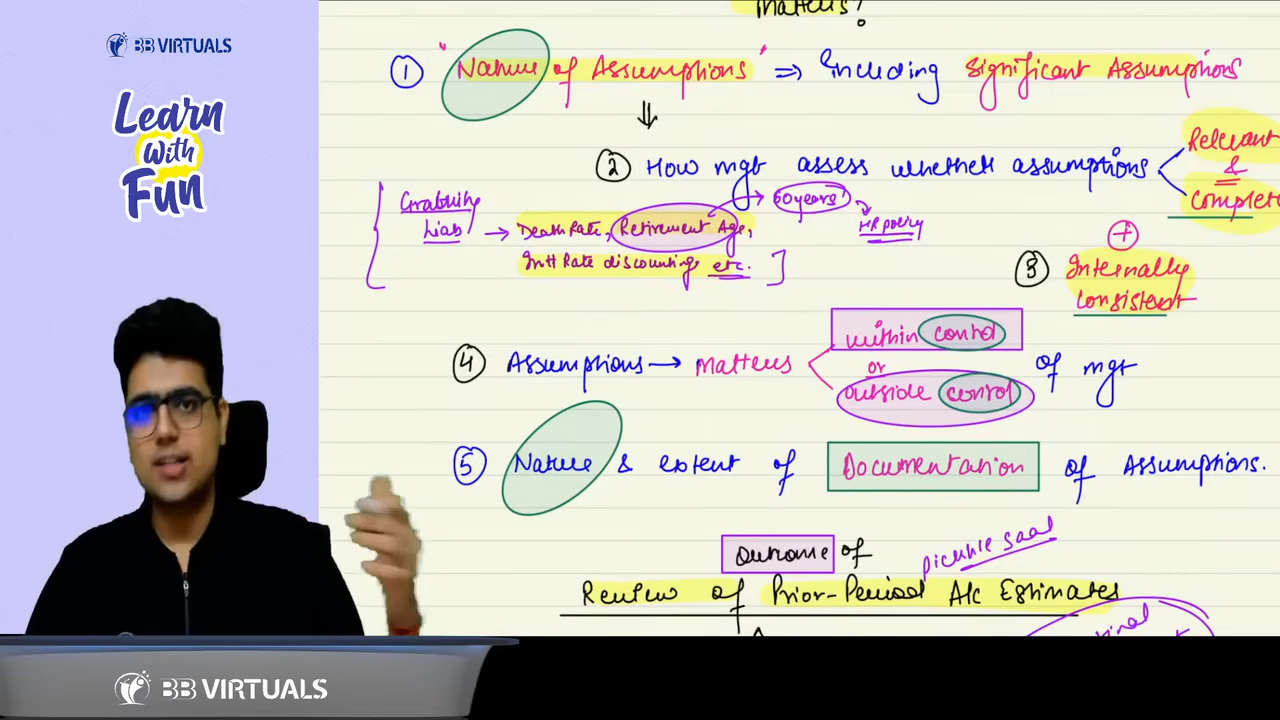 BB VIRTUALS
Learn
With
Fun
Matters?
① "Nature of Assumptions" ⇒ Including significant Assumptions
② How mgt assess whether assumptions
Relevant
&
Complete
Gratuity
Liab → Death Rate, Retirement Age,
Intt Rate discounting etc.
60 years
HR policy
+
③ Internally
consistent
④ Assumptions → Matters
within control
or
outside control
of mgt
⑤ Nature & extent of Documentation of Assumptions.
Outcome of
pichle saal
Review of Prior-Period A/c Estimates
BB VIRTUALS